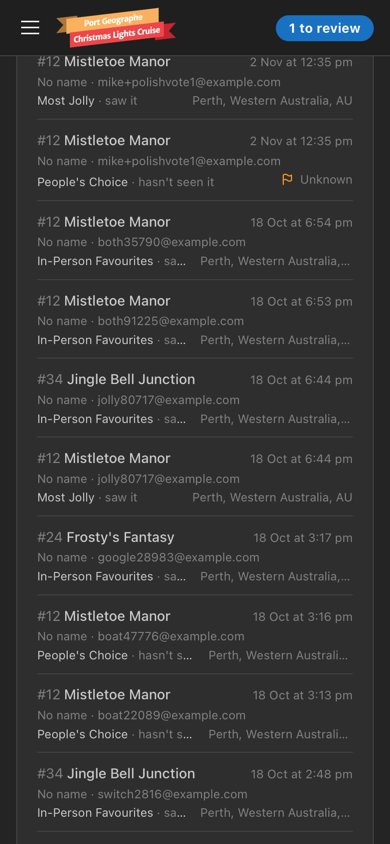 Port Geographe
Christmas Lights Cruise
1 to review
#12 Mistletoe Manor 2 Nov at 12:35 pm
No name · mike+polishvote1@example.com
Most Jolly · saw it Perth, Western Australia, AU
#12 Mistletoe Manor 2 Nov at 12:35 pm
No name · mike+polishvote1@example.com
People's Choice · hasn't seen it Unknown
#12 Mistletoe Manor 18 Oct at 6:54 pm
No name · both35790@example.com
In-Person Favourites · sa... Perth, Western Australia,...
#12 Mistletoe Manor 18 Oct at 6:53 pm
No name · both91225@example.com
In-Person Favourites · sa... Perth, Western Australia,...
#34 Jingle Bell Junction 18 Oct at 6:44 pm
No name · jolly80717@example.com
In-Person Favourites · sa... Perth, Western Australia,...
#12 Mistletoe Manor 18 Oct at 6:44 pm
No name · jolly80717@example.com
Most Jolly · saw it Perth, Western Australia, AU
#24 Frosty's Fantasy 18 Oct at 3:17 pm
No name · google28983@example.com
In-Person Favourites · sa... Perth, Western Australia,...
#12 Mistletoe Manor 18 Oct at 3:16 pm
No name · boat47776@example.com
People's Choice · hasn't s... Perth, Western Australi...
#12 Mistletoe Manor 18 Oct at 3:13 pm
No name · boat22089@example.com
People's Choice · hasn't s... Perth, Western Australi...
#34 Jingle Bell Junction 18 Oct at 2:48 pm
No name · switch2816@example.com
In-Person Favourites · sa... Perth, Western Australia,...